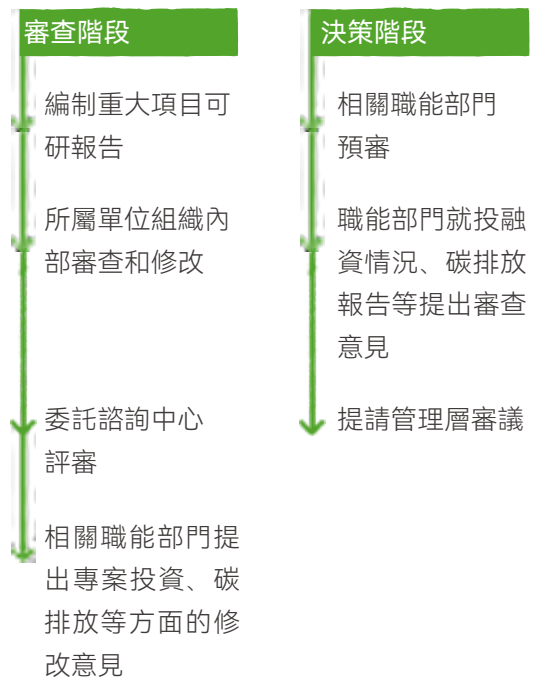 審查階段
編制重大項目可
研報告
所屬單位組織內
部審查和修改
委託諮詢中心
評審
相關職能部門提
出專案投資、碳
排放等方面的修
改意見
決策階段
相關職能部門
預審
職能部門就投融
資情況、碳排放
報告等提出審查
意見
提請管理層審議